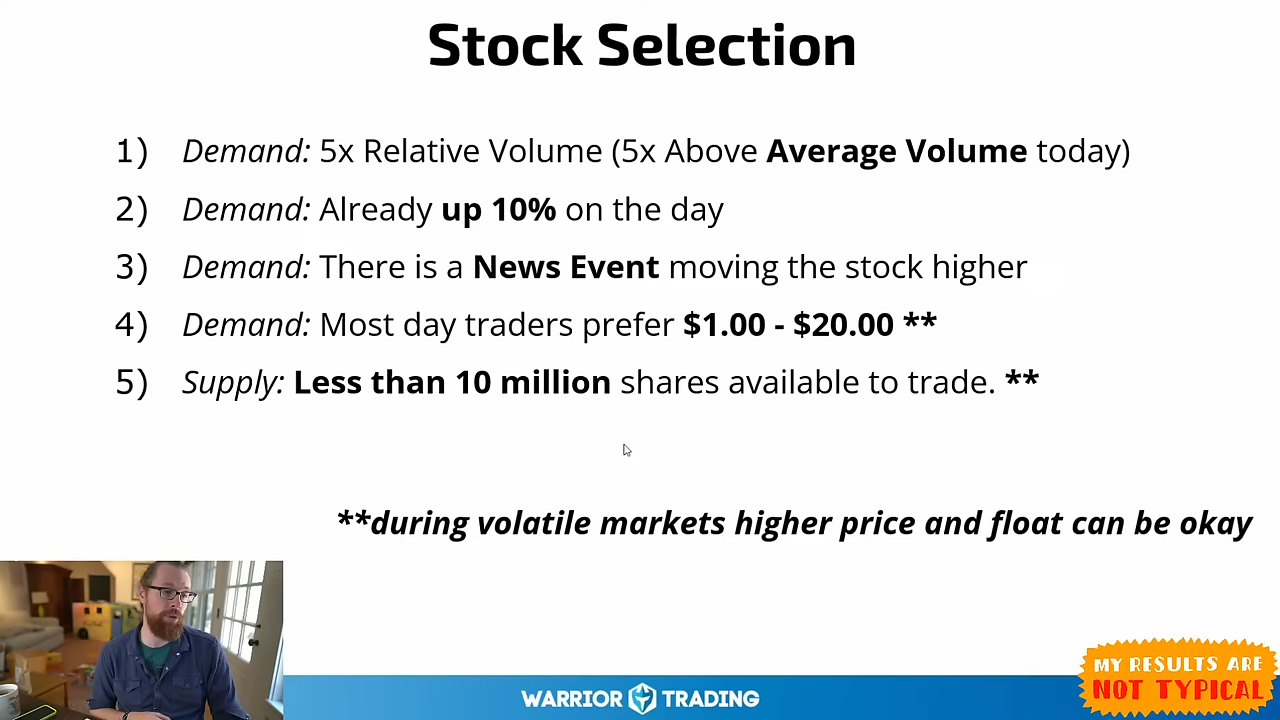 Stock Selection
1) Demand: 5x Relative Volume (5x Above Average Volume today)
2) Demand: Already up 10% on the day
3) Demand: There is a News Event moving the stock higher
4) Demand: Most day traders prefer $1.00 - $20.00 **
5) Supply: Less than 10 million shares available to trade. **
**during volatile markets higher price and float can be okay
MY RESULTS ARE
NOT TYPICAL
WARRIOR TRADING